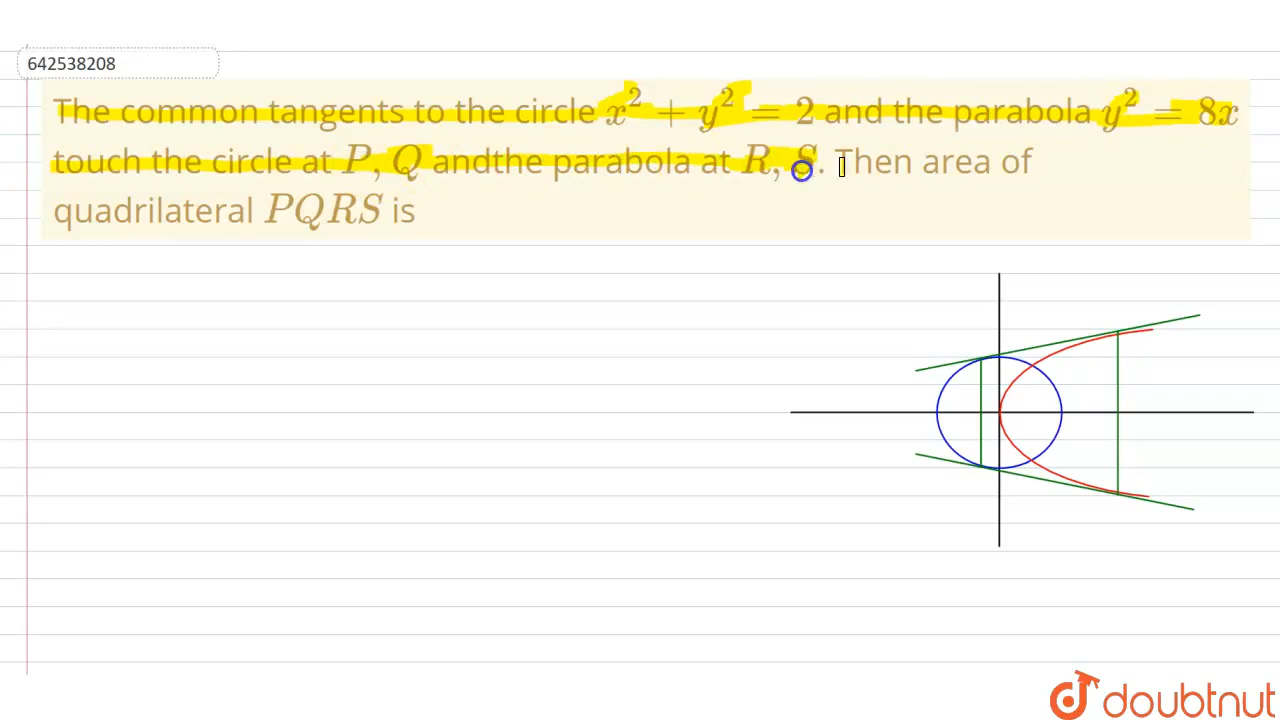 642538208
The common tangents to the circle x² + y² = 2 and the parabola y² = 8x
touch the circle at P, Q andthe parabola at R, S. Then area of
quadrilateral PQRS is
doubtnut